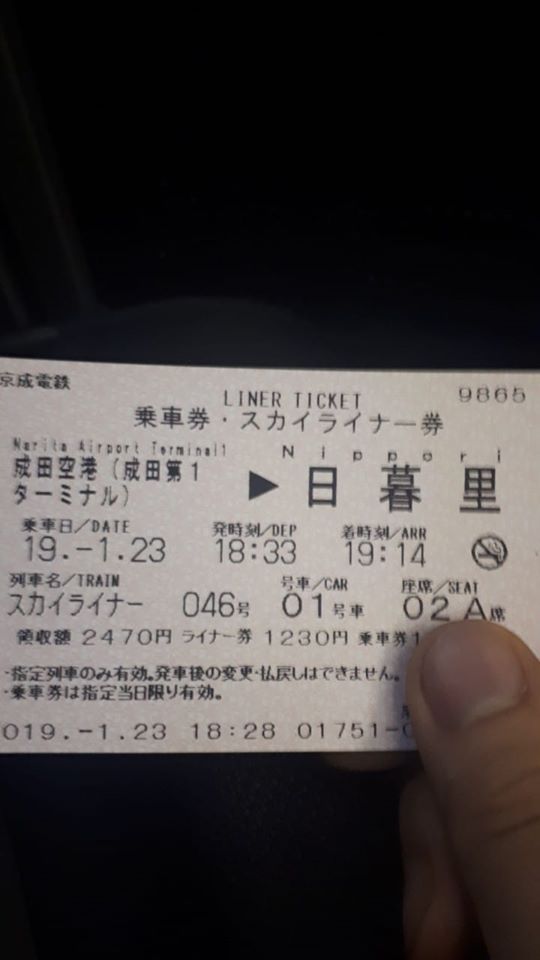 京成電鉄
LINER TICKET 9865
乗車券・スカイライナー券
Narita Airport Terminal1 Nippori
成田空港(成田第1ターミナル) ▶ 日暮里
乗車日/DATE 発時刻/DEP 着時刻/ARR
19.-1.23 18:33 19:14
列車名/TRAIN 号車/CAR 座席/SEAT
スカイライナー 046号 01号車 02A席
領収額 2470円 ライナー券 1230円 乗車券1
・指定列車のみ有効。発車後の変更・払戻しはできません。
・乗車券は指定当日限り有効。
019.-1.23 18:28 01751-